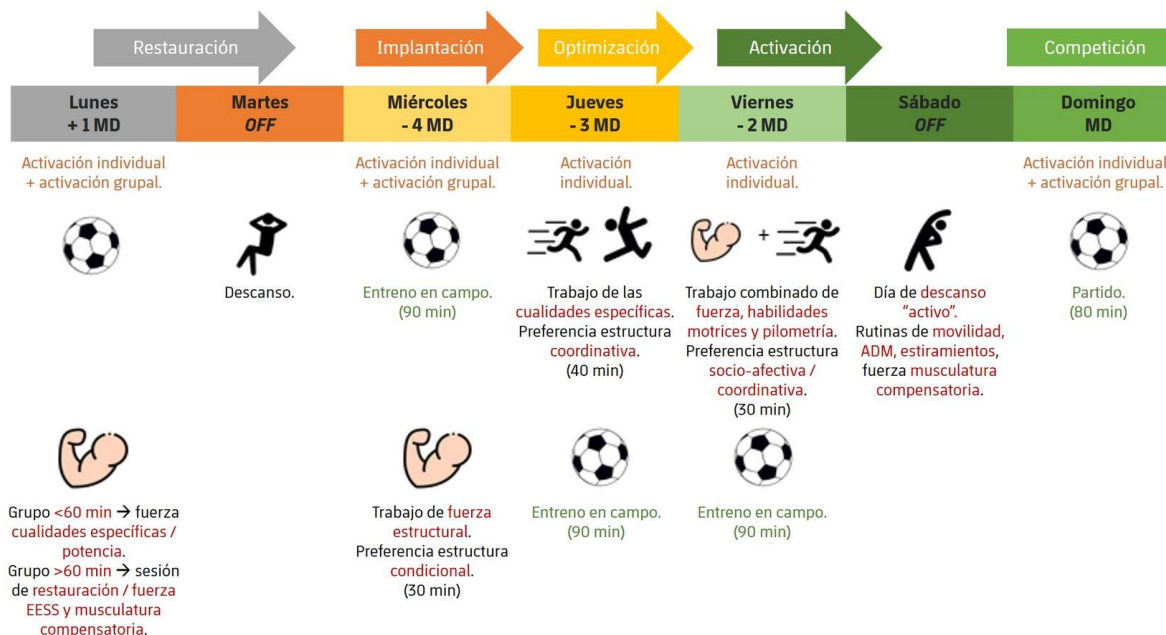 Restauración
Implantación
Optimización
Activación
Competición
Lunes
+ 1 MD
Martes
OFF
Miércoles
- 4 MD
Jueves
- 3 MD
Viernes
- 2 MD
Sábado
OFF
Domingo
MD
Activación individual
+ activación grupal.
Activación individual
+ activación grupal.
Activación
individual.
Activación
individual.
Activación individual
+ activación grupal.
+
Descanso.
Entreno en campo.
(90 min)
Trabajo de las
cualidades específicas.
Preferencia estructura
coordinativa.
(40 min)
Trabajo combinado de
fuerza, habilidades
motrices y pilometría.
Preferencia estructura
socio-afectiva /
coordinativa.
(30 min)
Día de descanso
“activo”.
Rutinas de movilidad,
ADM, estiramientos,
fuerza musculatura
compensatoria.
Partido.
(80 min)
Grupo <60 min → fuerza
cualidades específicas /
potencia.
Grupo >60 min → sesión
de restauración / fuerza
EESS y musculatura
compensatoria.
Trabajo de fuerza
estructural.
Preferencia estructura
condicional.
(30 min)
Entreno en campo.
(90 min)
Entreno en campo.
(90 min)